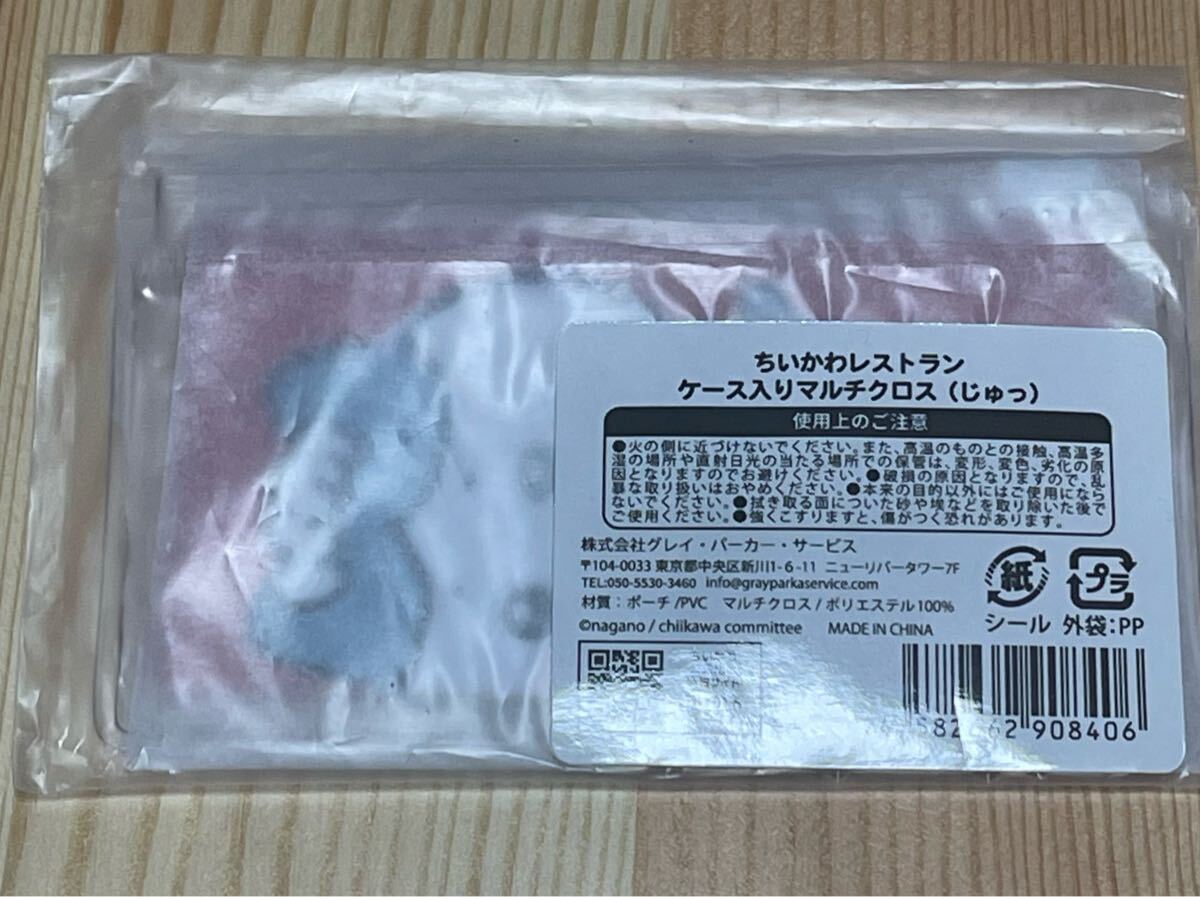 ちいかわレストラン
ケース入りマルチクロス（じゅっ）
使用上のご注意
●火の側に近づけないでください。また、高温のものとの接触、高温多
湿の場所や直射日光の当たる場所での保管は、変形、変色、劣化の原
因となりますのでお避けください。●破損の原因となりますので、乱
暴な取り扱いはおやめください。●本来の目的以外にはご使用になら
ないでください。●拭き取る面についた砂や埃などを取り除いた後で
ご使用ください。●強くこすりますと、傷がつく恐れがあります。
株式会社グレイ・パーカー・サービス
〒104-0033 東京都中央区新川1-6-11 ニューリバータワー7F
TEL:050-5530-3460 info@grayparkaservice.com
材質：ポーチ/PVC マルチクロス/ポリエステル100%
©nagano / chiikawa committee MADE IN CHINA
紙
シール
プラ
外袋:PP
908406